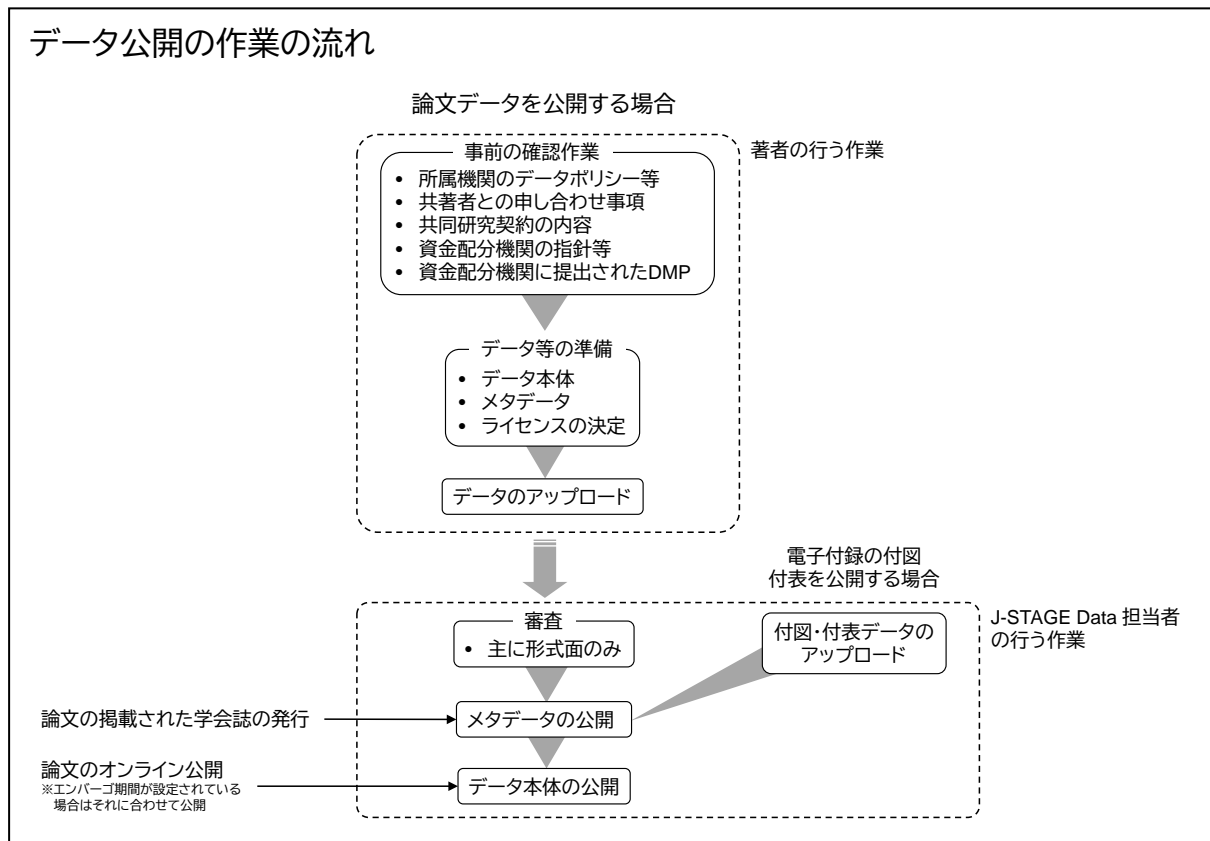 データ公開の作業の流れ
論文データを公開する場合
著者の行う作業
事前の確認作業
• 所属機関のデータポリシー等
• 共著者との申し合わせ事項
• 共同研究契約の内容
• 資金配分機関の指針等
• 資金配分機関に提出されたDMP
データ等の準備
• データ本体
• メタデータ
• ライセンスの決定
データのアップロード
電子付録の付図
付表を公開する場合
J-STAGE Data 担当者
の行う作業
審査
• 主に形式面のみ
付図・付表データの
アップロード
論文の掲載された学会誌の発行
メタデータの公開
論文のオンライン公開
※エンバーゴ期間が設定されている
場合はそれに合わせて公開
データ本体の公開